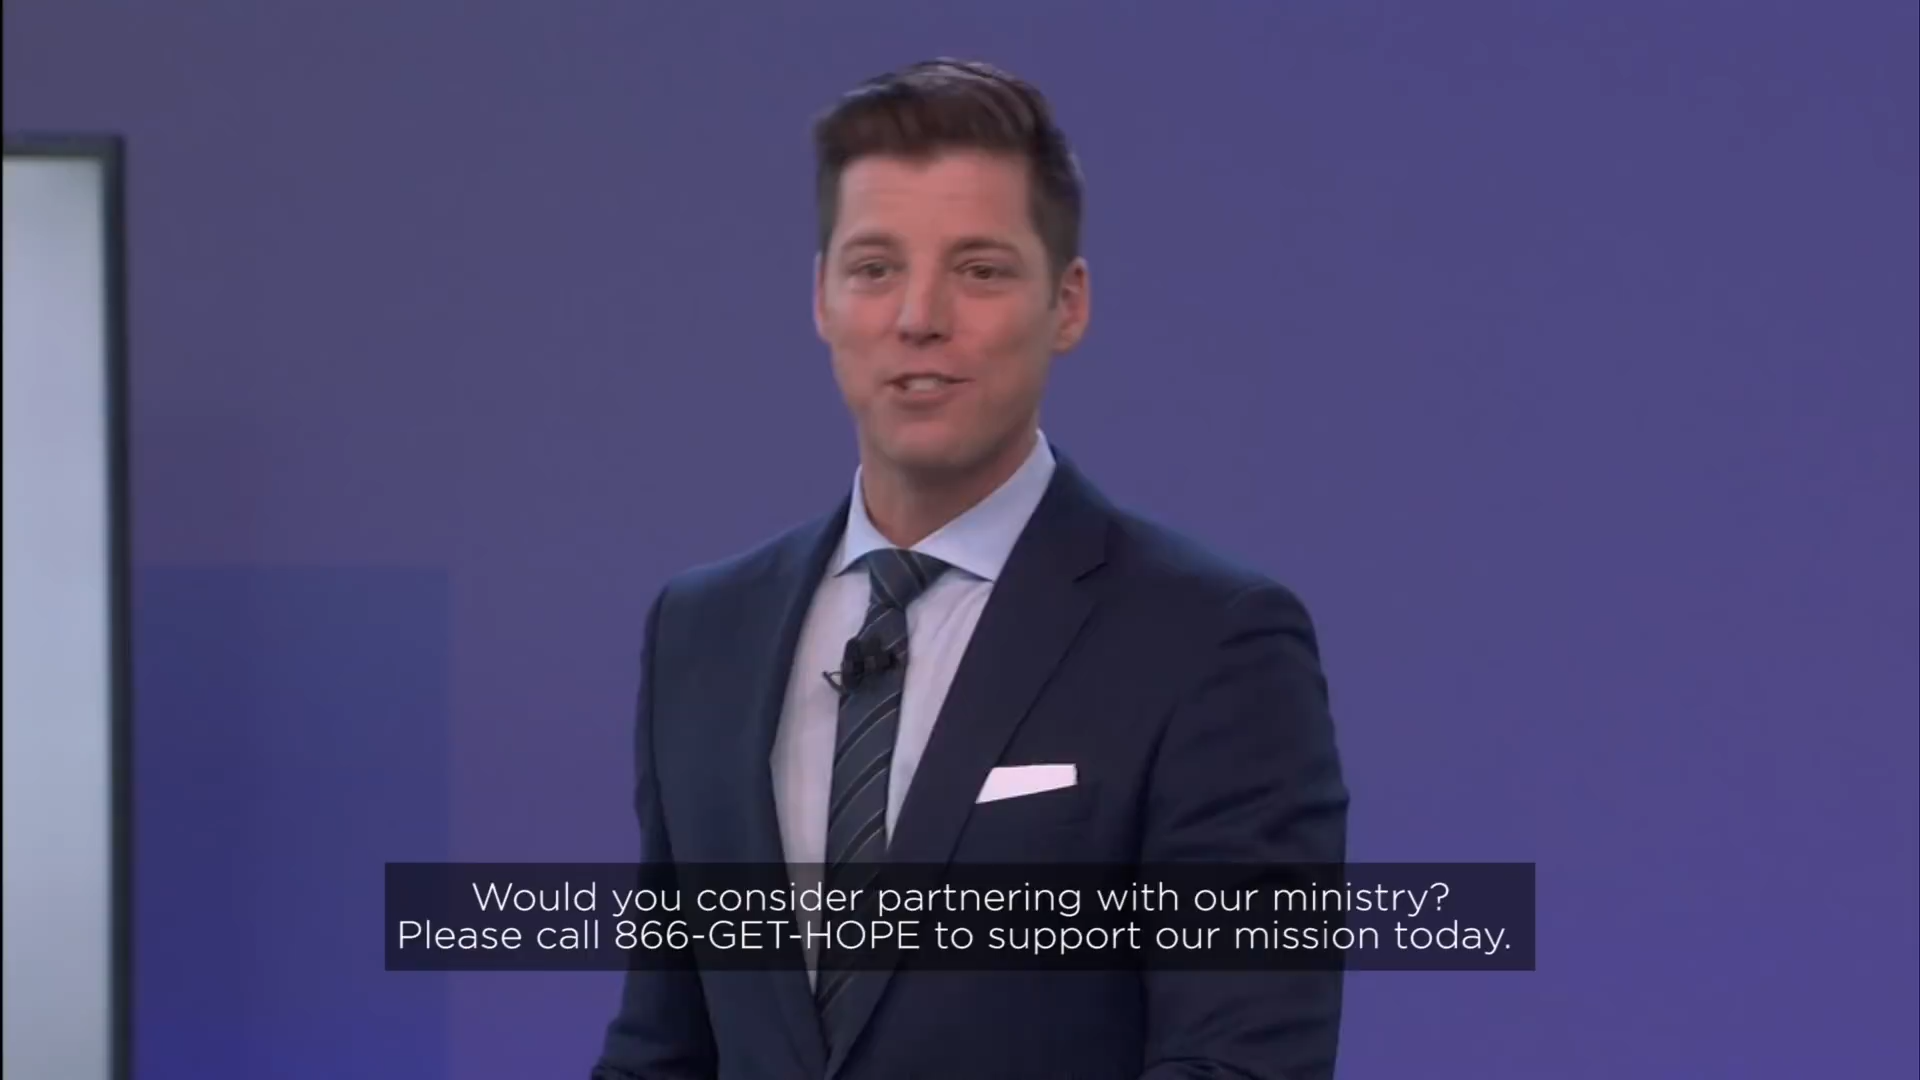 Would you consider partnering with our ministry?
Please call 866-GET-HOPE to support our mission today.